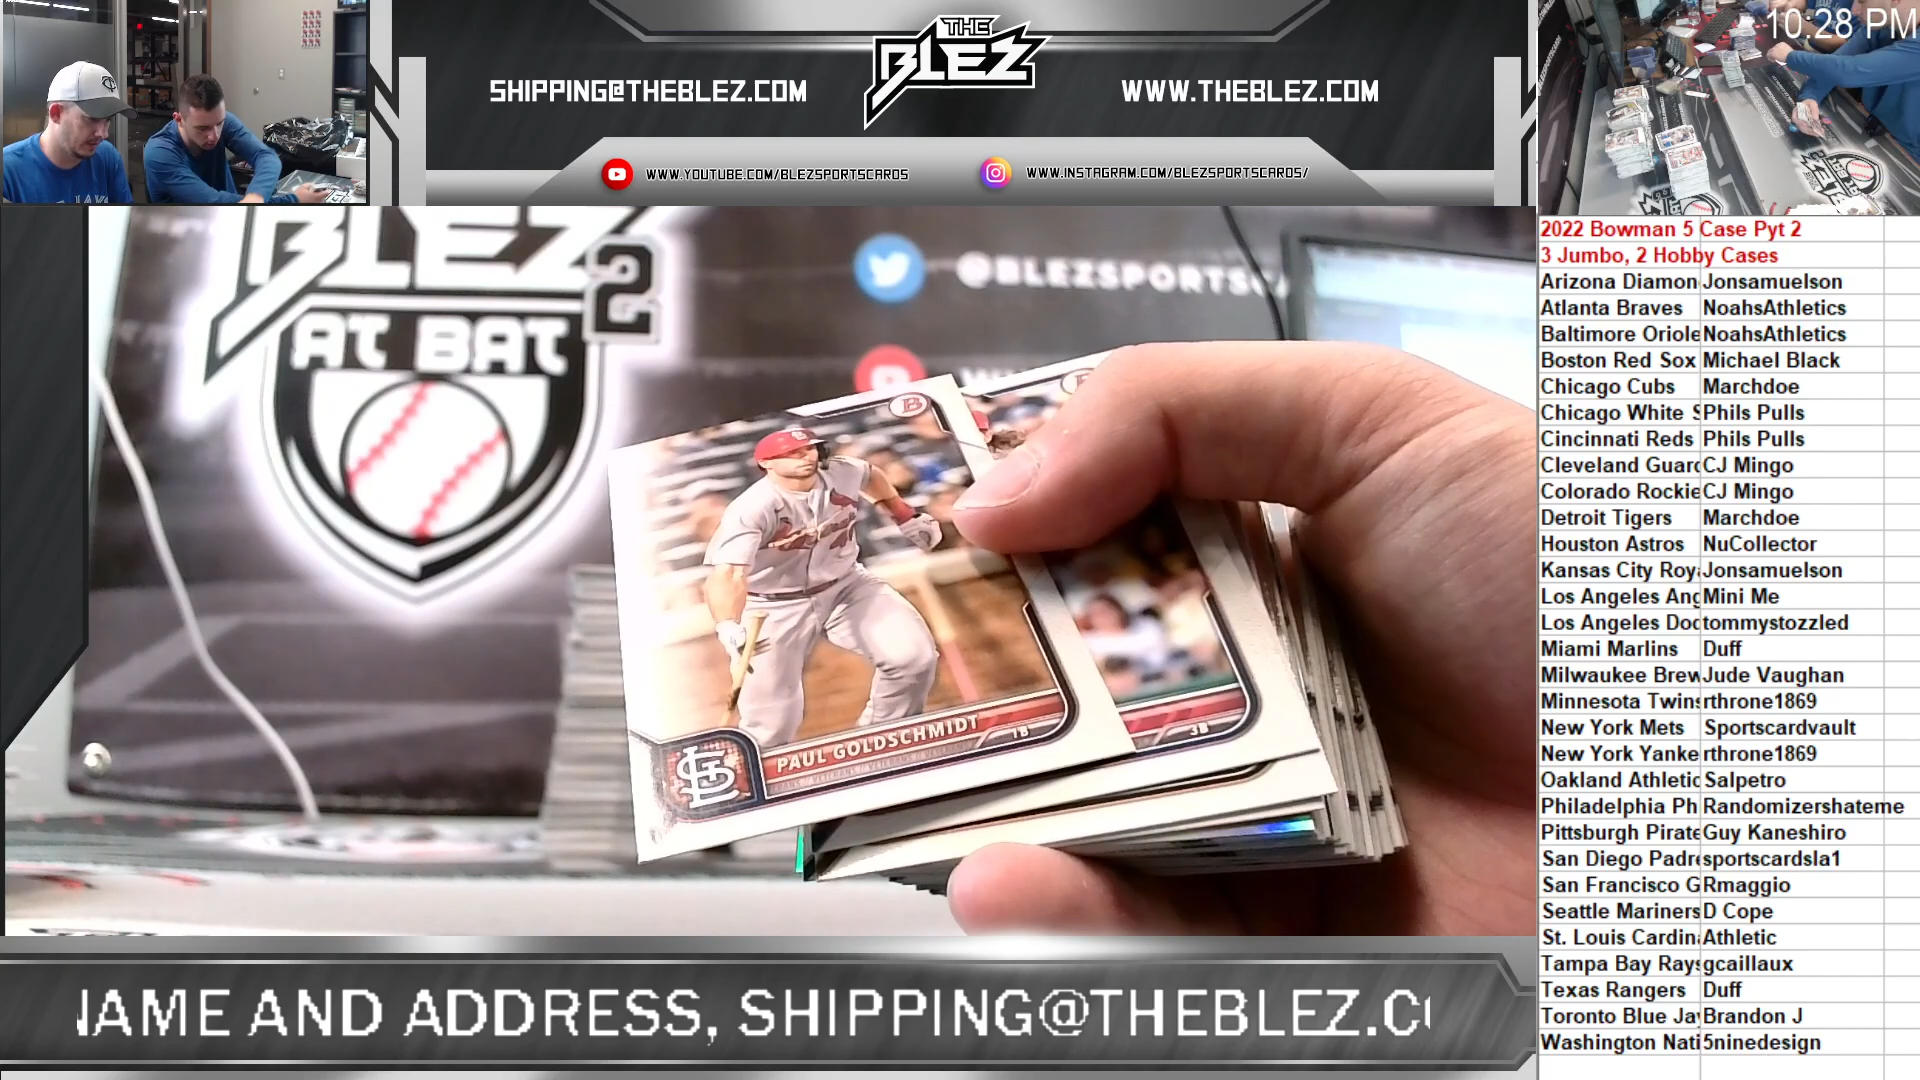 THE
BLEZ
SHIPPING@THEBLEZ.COM
WWW.THEBLEZ.COM
WWW.YOUTUBE.COM/BLEZSPORTSCARDS
WWW.INSTAGRAM.COM/BLEZSPORTSCARDS/
10:28 PM
BLEZ 2
AT BAT
@BLEZSPORTSC
B
PAUL GOLDSCHMIDT
1B
3B
2022 Bowman 5 Case Pyt 2
3 Jumbo, 2 Hobby Cases
Arizona Diamon Jonsamuelson
Atlanta Braves NoahsAthletics
Baltimore Oriole NoahsAthletics
Boston Red Sox Michael Black
Chicago Cubs Marchdoe
Chicago White S Phils Pulls
Cincinnati Reds Phils Pulls
Cleveland Guard CJ Mingo
Colorado Rockie CJ Mingo
Detroit Tigers Marchdoe
Houston Astros NuCollector
Kansas City Roy Jonsamuelson
Los Angeles Ang Mini Me
Los Angeles Dod tommystozzled
Miami Marlins Duff
Milwaukee Brew Jude Vaughan
Minnesota Twins rthrone1869
New York Mets Sportscardvault
New York Yanke rthrone1869
Oakland Athletic Salpetro
Philadelphia Ph Randomizershateme
Pittsburgh Pirate Guy Kaneshiro
San Diego Padre sportscardsla1
San Francisco G Rmaggio
Seattle Mariners D Cope
St. Louis Cardin Athletic
Tampa Bay Rays gcaillaux
Texas Rangers Duff
Toronto Blue Jay Brandon J
Washington Nati 5ninedesign
NAME AND ADDRESS, SHIPPING@THEBLEZ.CO